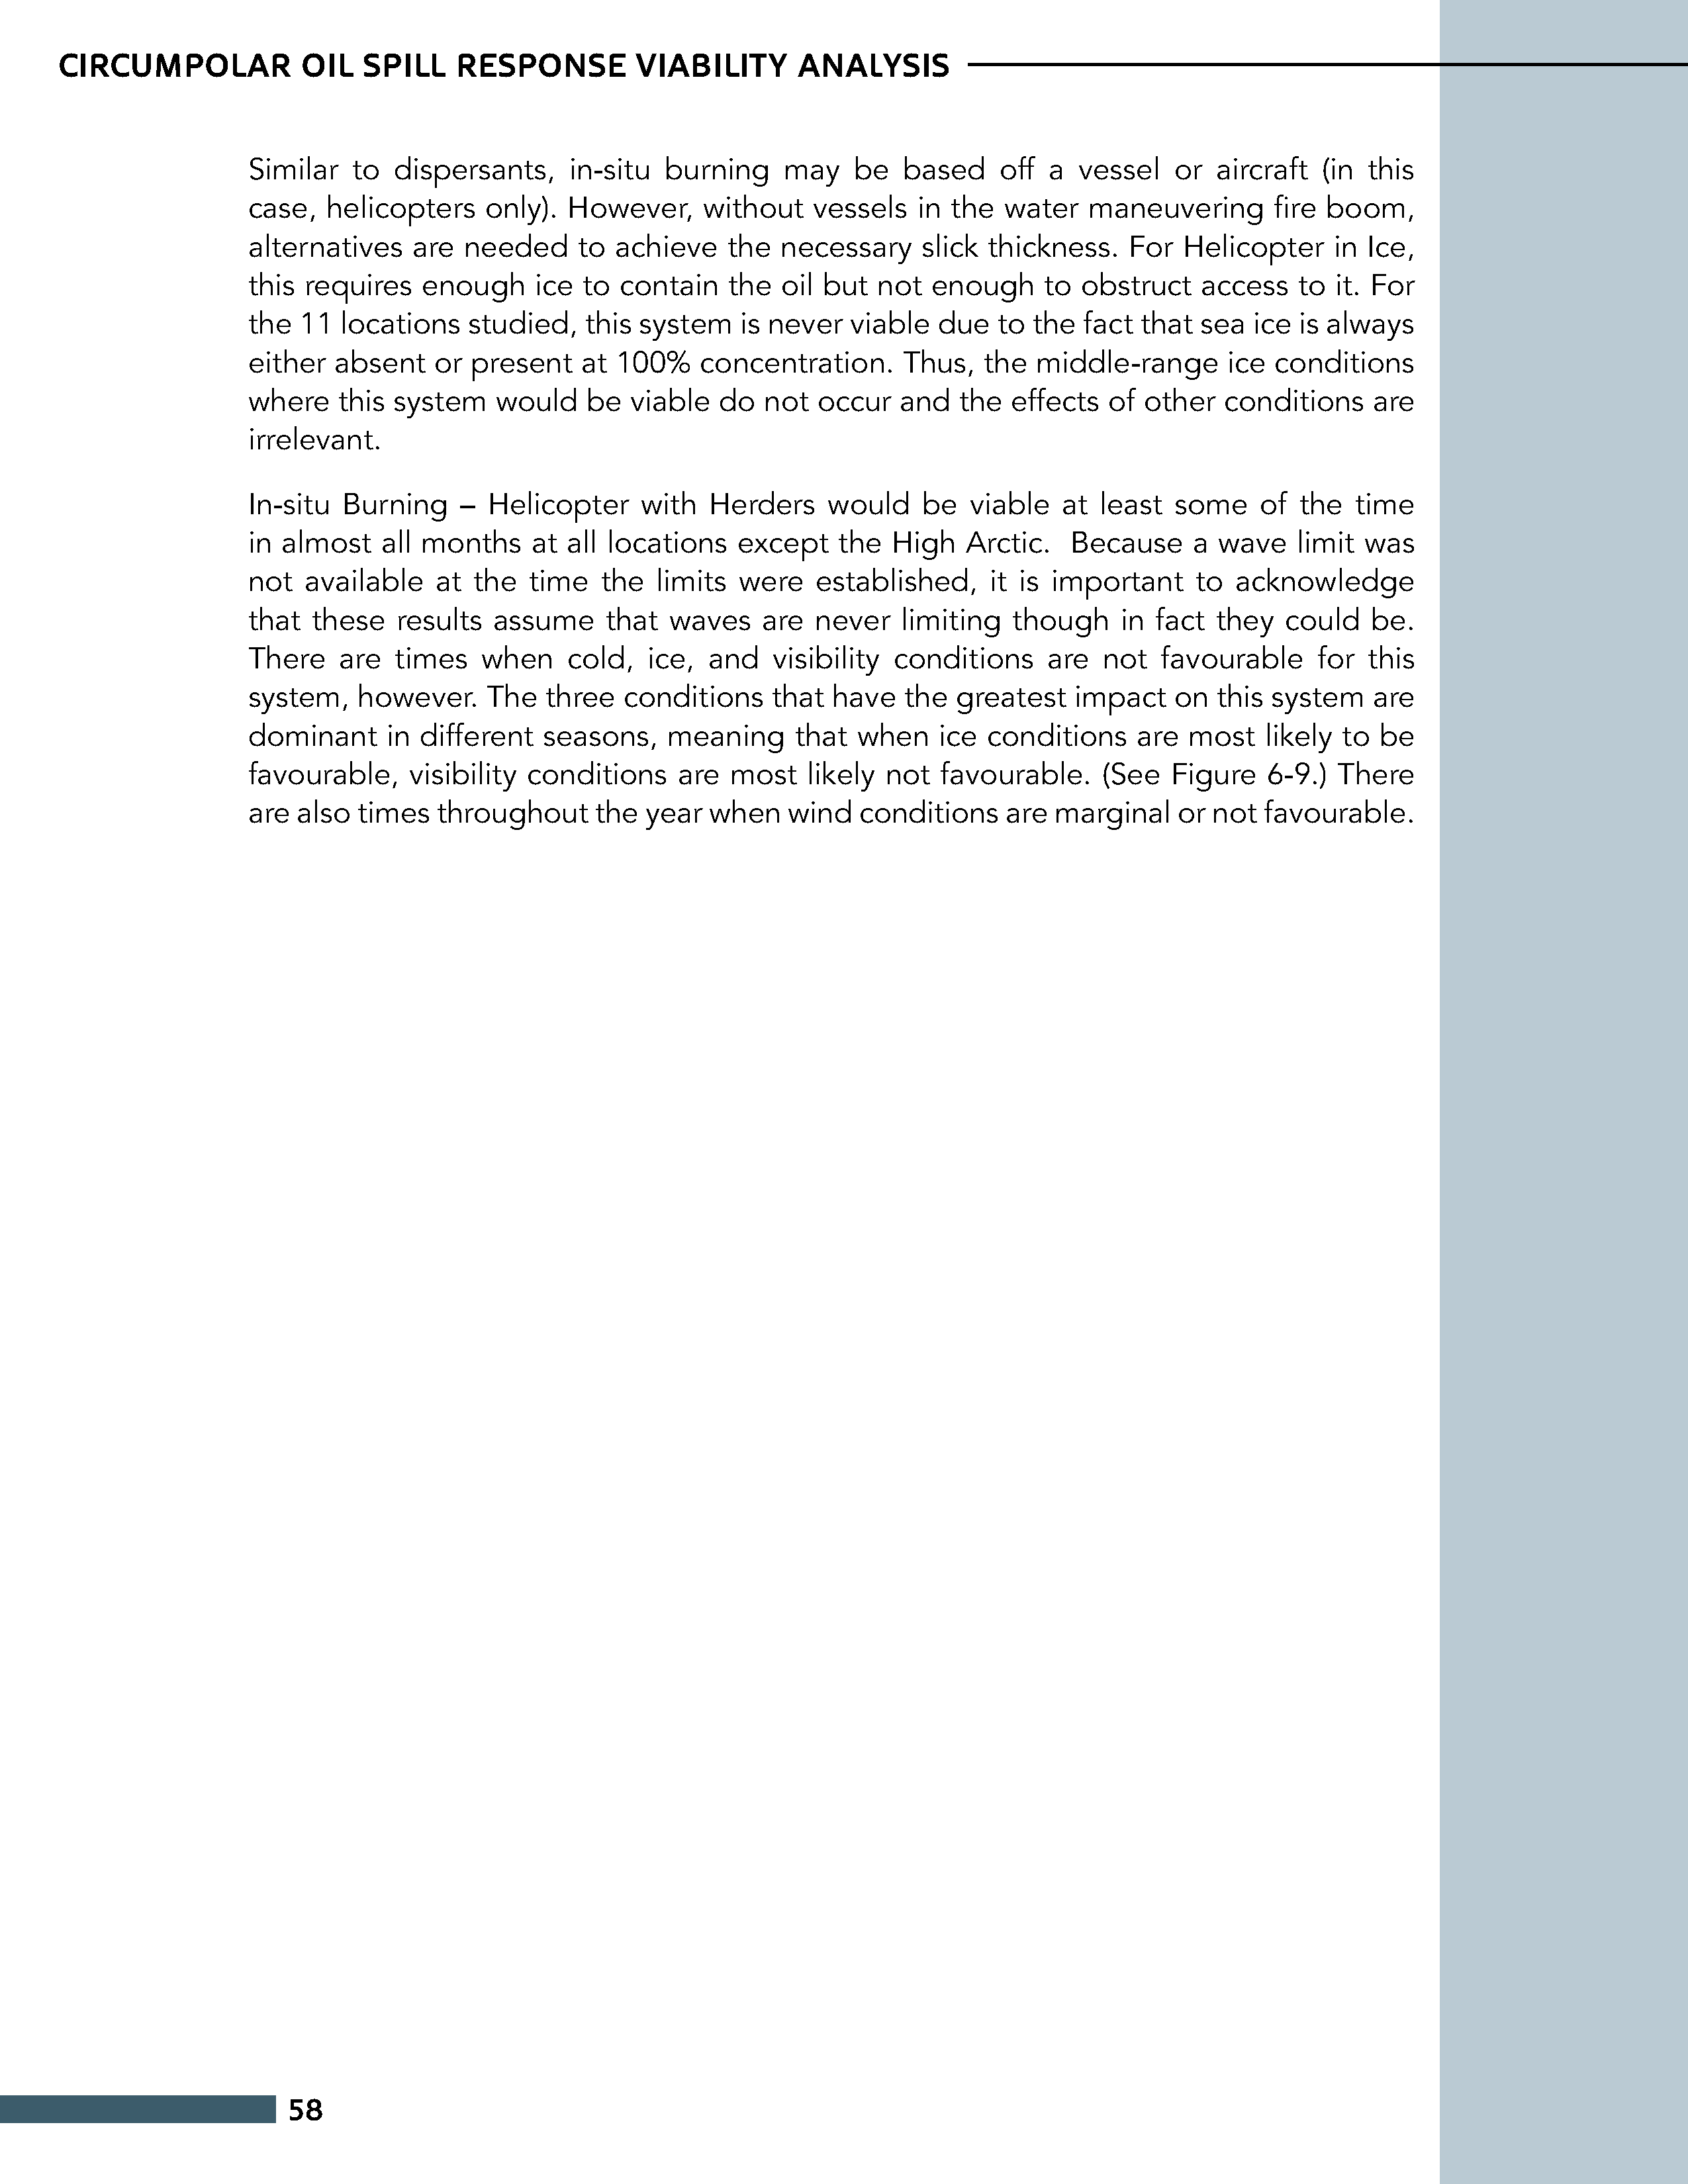 CIRCUMPOLAR OIL SPILL RESPONSE VIABILITY ANALYSIS
Similar to dispersants, in-situ burning may be based off a vessel or aircraft (in this
case, helicopters only). However, without vessels in the water maneuvering fire boom,
alternatives are needed to achieve the necessary slick thickness. For Helicopter in Ice,
this requires enough ice to contain the oil but not enough to obstruct access to it. For
the 11 locations studied, this system is never viable due to the fact that sea ice is always
either absent or present at 100% concentration. Thus, the middle-range ice conditions
where this system would be viable do not occur and the effects of other conditions are
irrelevant.
In-situ Burning – Helicopter with Herders would be viable at least some of the time
in almost all months at all locations except the High Arctic.  Because a wave limit was
not available at the time the limits were established, it is important to acknowledge
that these results assume that waves are never limiting though in fact they could be.
There are times when cold, ice, and visibility conditions are not favourable for this
system, however. The three conditions that have the greatest impact on this system are
dominant in different seasons, meaning that when ice conditions are most likely to be
favourable, visibility conditions are most likely not favourable. (See Figure 6-9.) There
are also times throughout the year when wind conditions are marginal or not favourable.
58